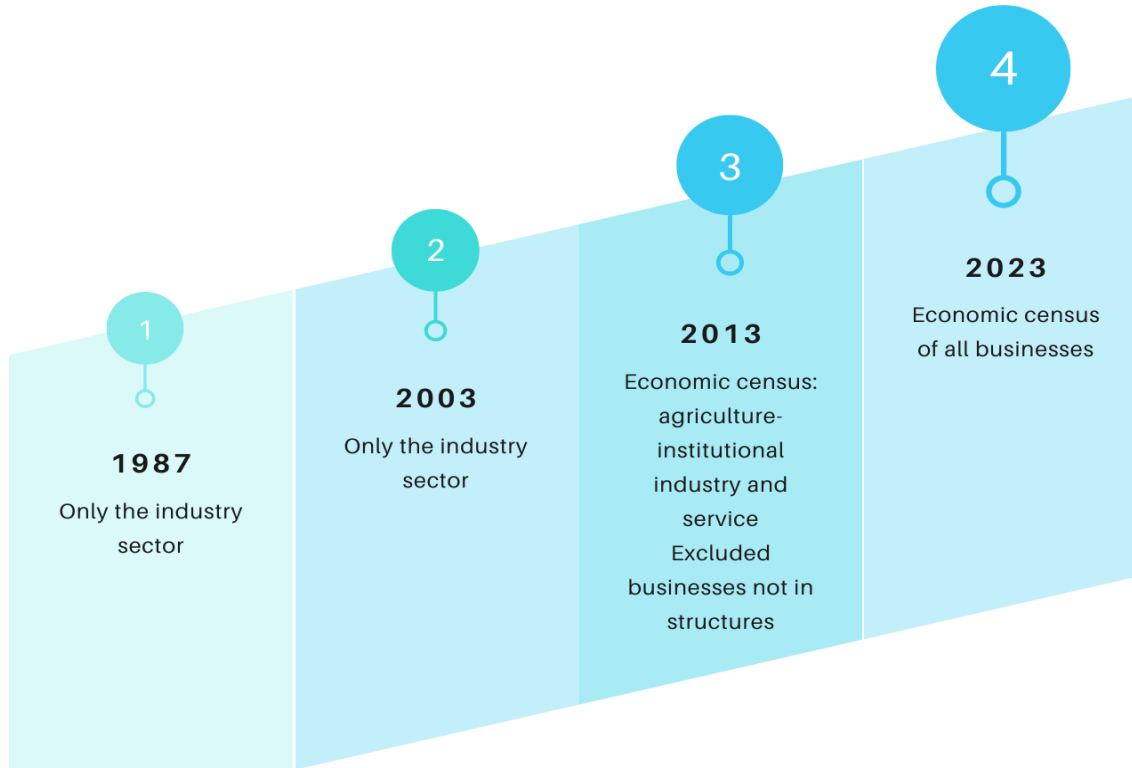 1
1987
Only the industry
sector
2
2003
Only the industry
sector
3
2013
Economic census:
agriculture-
institutional
industry and
service
Excluded
businesses not in
structures
4
2023
Economic census
of all businesses